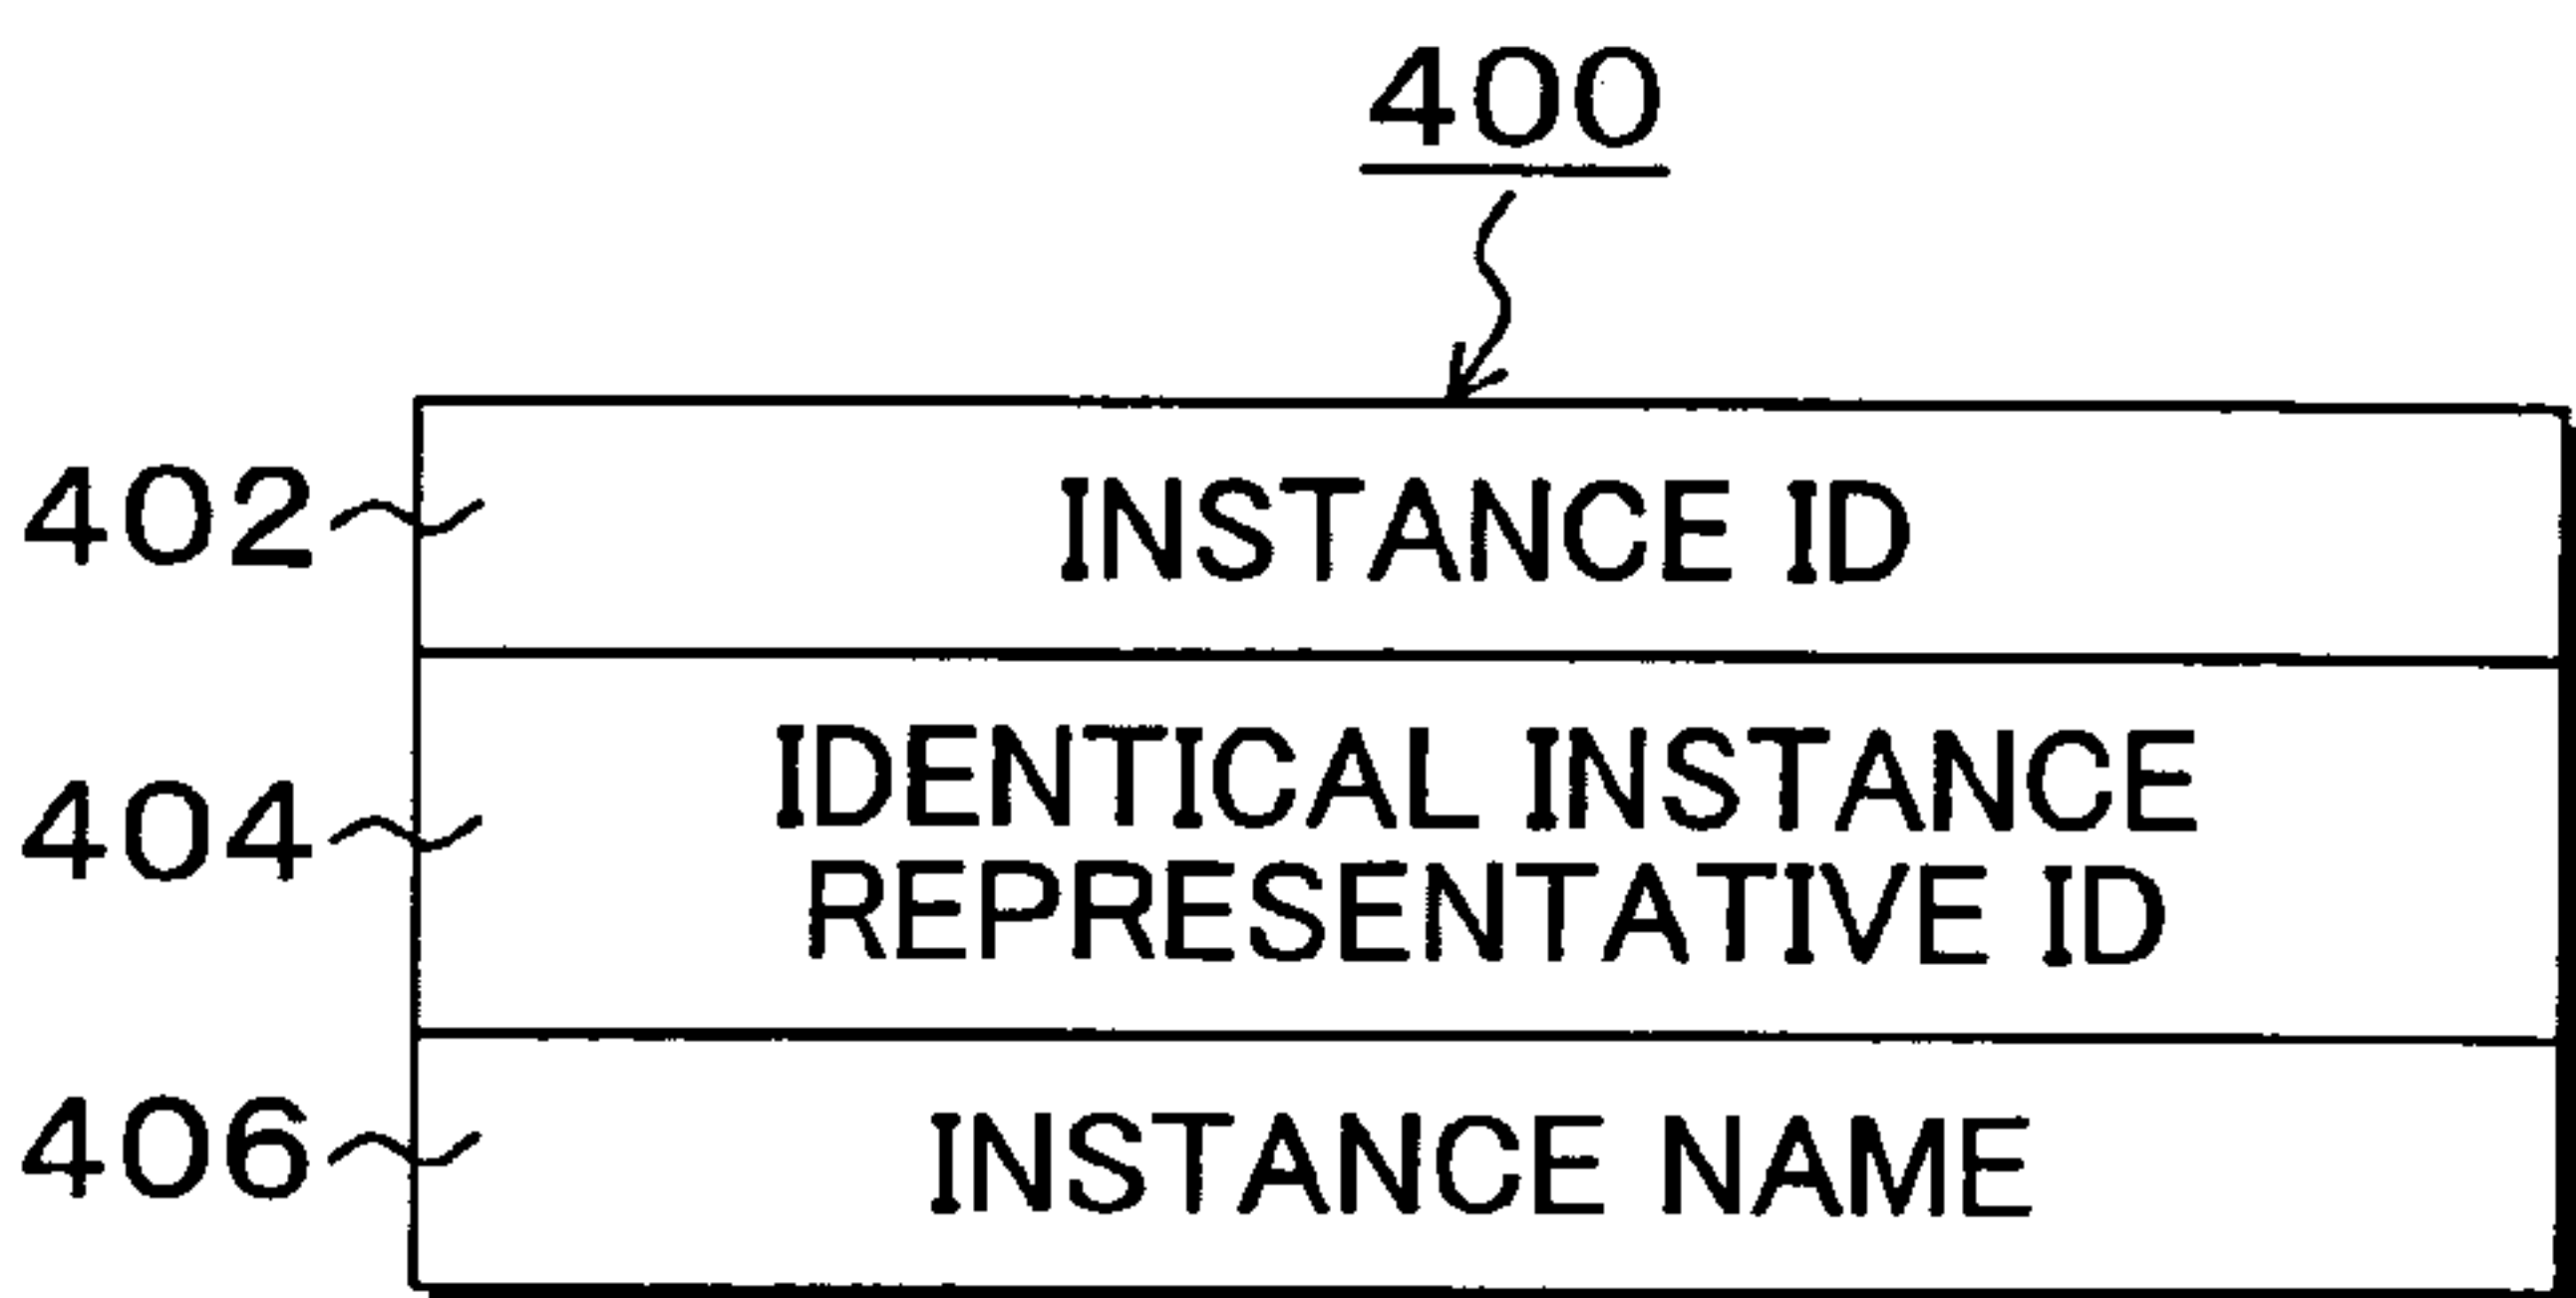 400
402 INSTANCE ID
404 IDENTICAL INSTANCE
REPRESENTATIVE ID
406 INSTANCE NAME